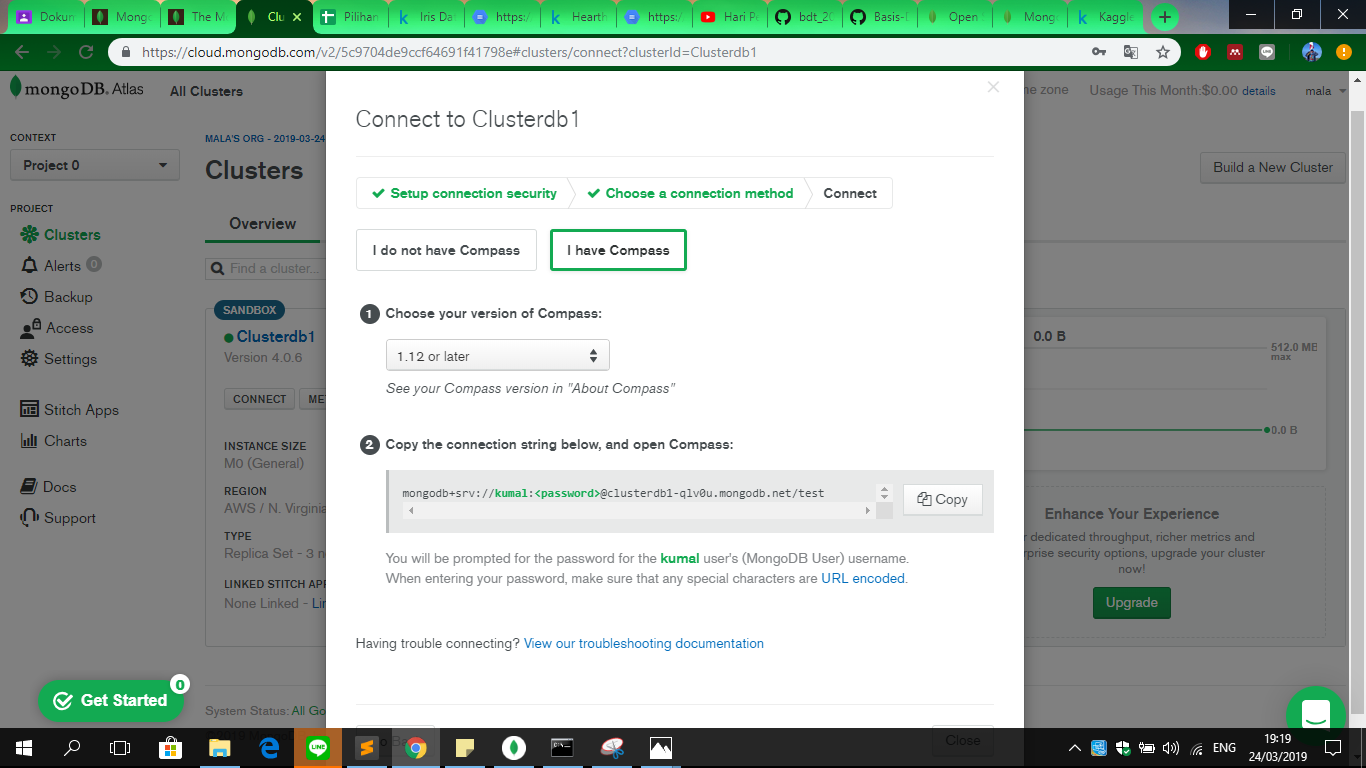 Dokum
Mongo
The M
Clu
Pilihan
Iris Dat
https:/
Hearth
https:/
Hari Pe
bdt_20
Basis-D
Open S
Mongo
Kaggle
https://cloud.mongodb.com/v2/5c9704de9ccf64691f41798e#clusters/connect?clusterId=Clusterdb1
mongoDB. Atlas
All Clusters
me zone
Usage This Month:$0.00 details
mala
CONTEXT
Project 0
MALA'S ORG - 2019-03-24
Clusters
Build a New Cluster
PROJECT
Clusters
Alerts 0
Backup
Access
Settings
Stitch Apps
Charts
Docs
Support
Overview
Find a cluster...
SANDBOX
Clusterdb1
Version 4.0.6
CONNECT
ME
INSTANCE SIZE
M0 (General)
REGION
AWS / N. Virginia
TYPE
Replica Set - 3 n
LINKED STITCH APP
None Linked - Lin
Connect to Clusterdb1
Setup connection security
Choose a connection method
Connect
I do not have Compass
I have Compass
1 Choose your version of Compass:
1.12 or later
See your Compass version in "About Compass"
2 Copy the connection string below, and open Compass:
mongodb+srv://kumal:<password>@clusterdb1-qlv0u.mongodb.net/test
Copy
You will be prompted for the password for the kumal user's (MongoDB User) username.
When entering your password, make sure that any special characters are URL encoded.
Having trouble connecting? View our troubleshooting documentation
Close
0.0 B
512.0 MB
max
0.0 B
Enhance Your Experience
dedicated throughput, richer metrics and
rprise security options, upgrade your cluster
now!
Upgrade
Get Started
0
System Status: All Go
ENG
19:19
24/03/2019